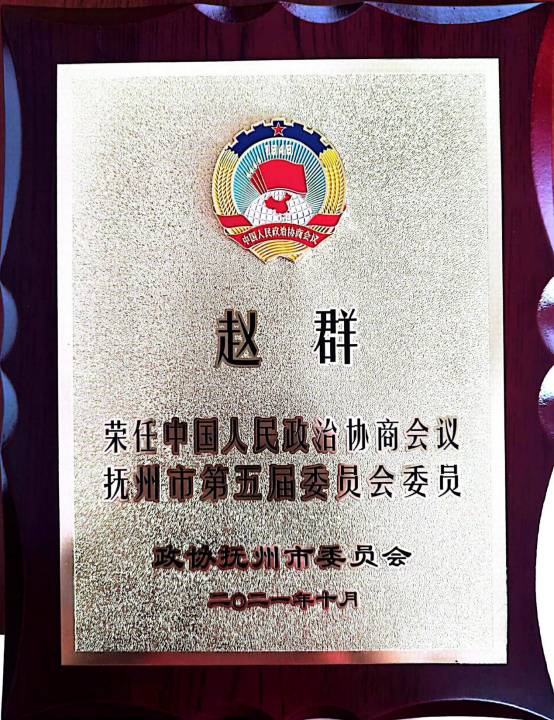 1949
中国人民政治协商会议
赵 群
荣任中国人民政治协商会议
抚州市第五届委员会委员
政协抚州市委员会
二〇二一年十月